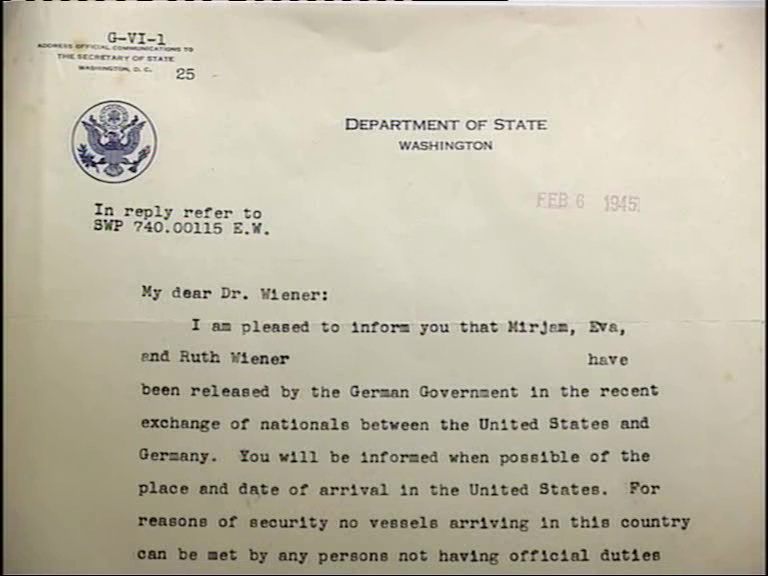 G-VI-1
ADDRESS OFFICIAL COMMUNICATIONS TO
THE SECRETARY OF STATE
WASHINGTON, D. C.
25
DEPARTMENT OF STATE
WASHINGTON
In reply refer to
SWP 740.00115 E.W.
FEB 6 1945
My dear Dr. Wiener:
I am pleased to inform you that Mirjam, Eva,
and Ruth Wiener have
been released by the German Government in the recent
exchange of nationals between the United States and
Germany. You will be informed when possible of the
place and date of arrival in the United States. For
reasons of security no vessels arriving in this country
can be met by any persons not having official duties